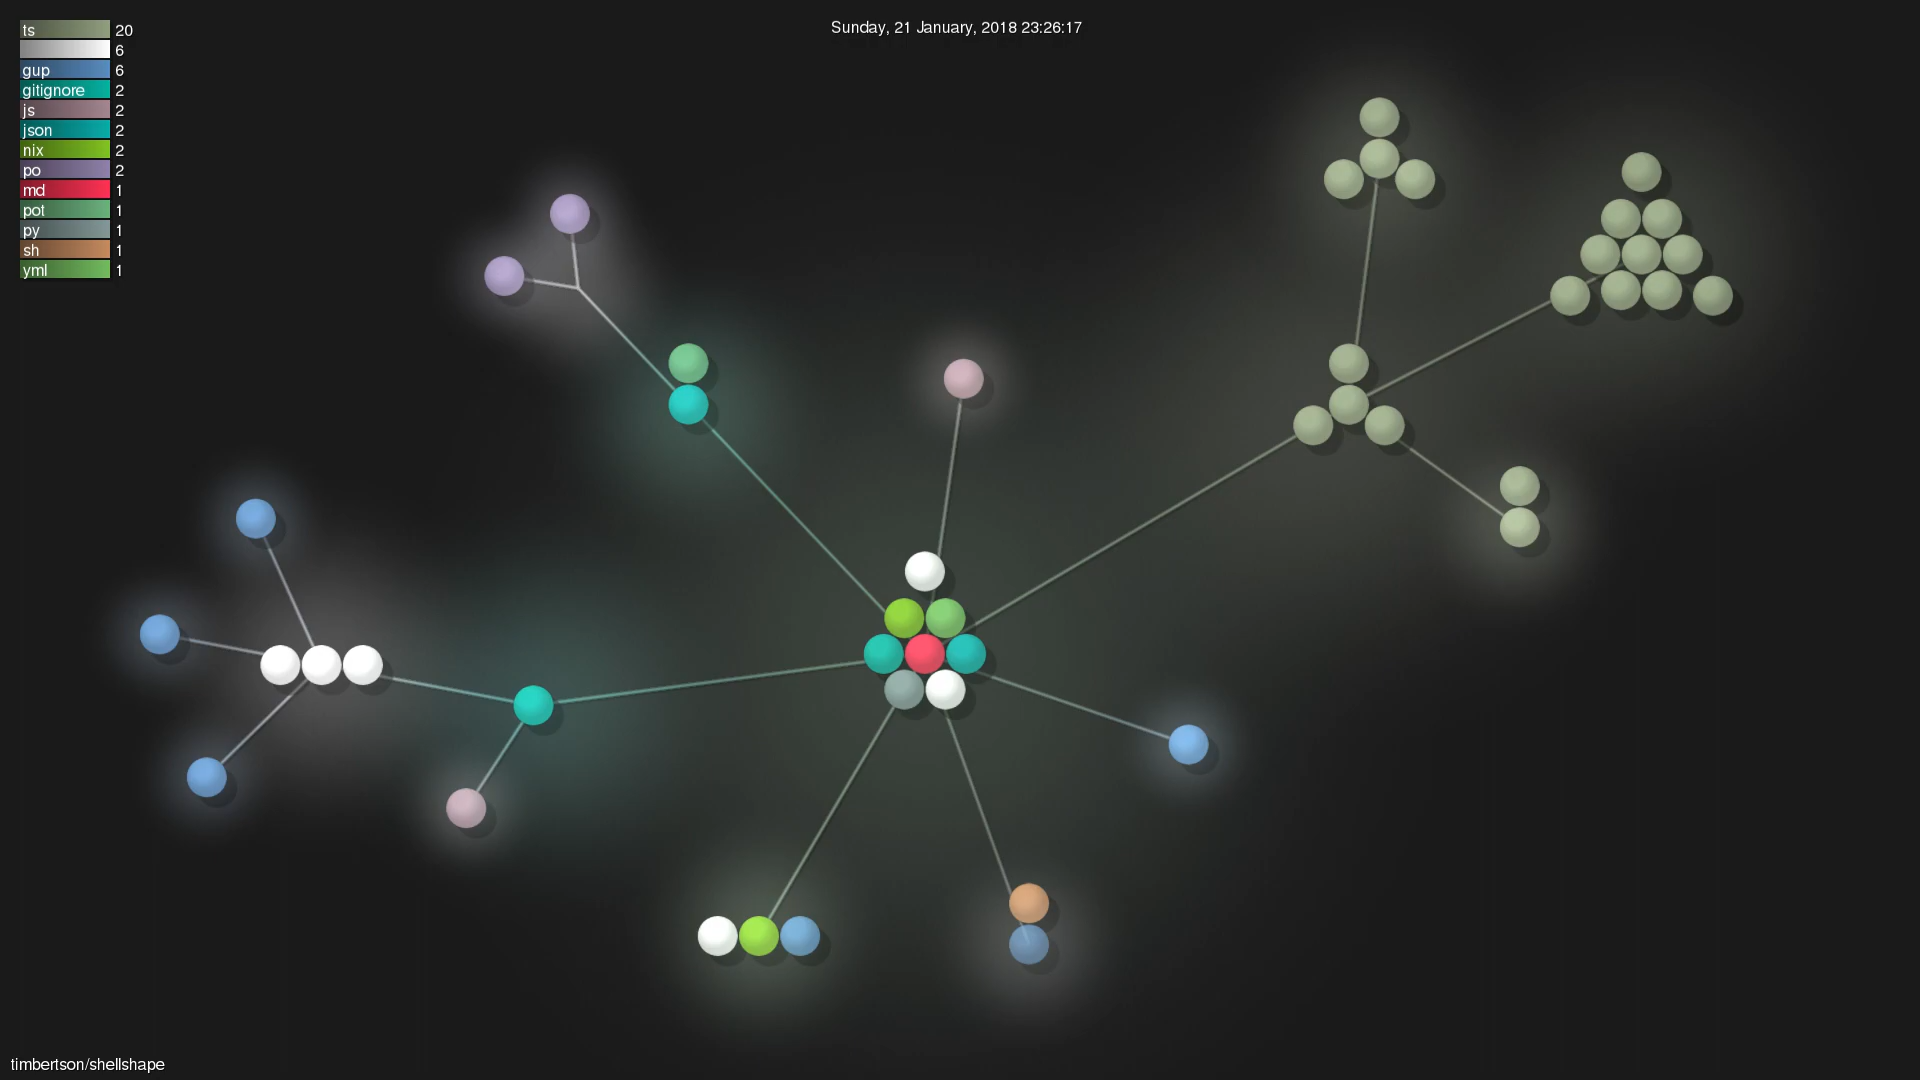 Sunday, 21 January, 2018 23:26:17
ts 20
6
gup 6
gitignore 2
js 2
json 2
nix 2
po 2
md 1
pot 1
py 1
sh 1
yml 1
timbertson/shellshape